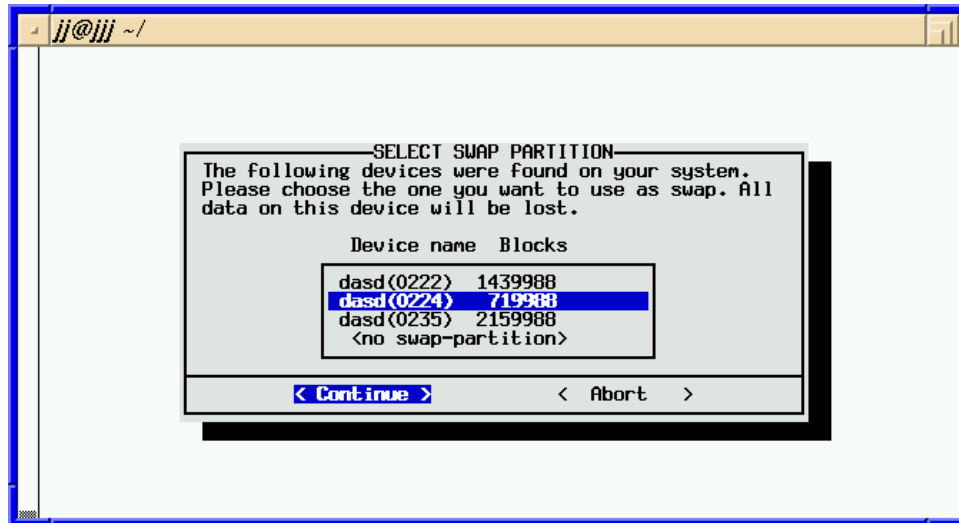 jj@jjj ~/
SELECT SWAP PARTITION
The following devices were found on your system.
Please choose the one you want to use as swap. All
data on this device will be lost.
Device name Blocks
dasd(0222) 1439988
dasd(0224) 719988
dasd(0235) 2159988
<no swap-partition>
< Continue > < Abort >